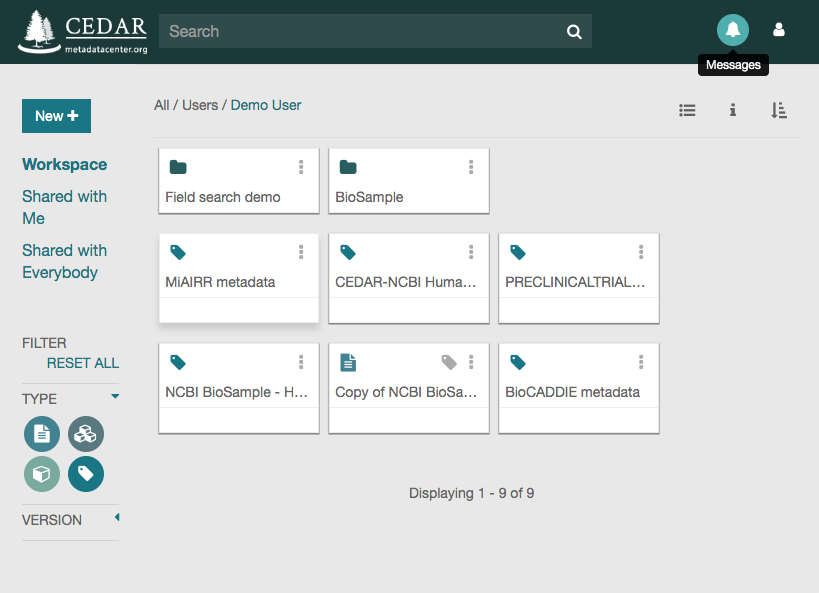 CEDAR
metadatacenter.org
Search
Messages
New
All / Users / Demo User
Workspace
Shared with
Me
Shared with
Everybody
Field search demo
BioSample
MiAIRR metadata
CEDAR-NCBI Huma...
PRECLINICALTRIAL...
NCBI BioSample - H...
Copy of NCBI BioSa...
BioCADDIE metadata
FILTER
RESET ALL
TYPE
VERSION
Displaying 1 - 9 of 9